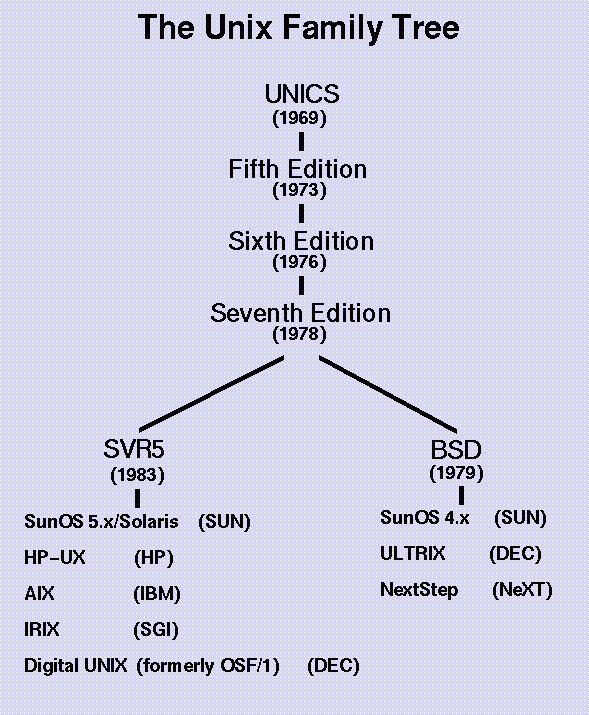 The Unix Family Tree
UNICS
(1969)
Fifth Edition
(1973)
Sixth Edition
(1976)
Seventh Edition
(1978)
SVR5
(1983)
SunOS 5.x/Solaris (SUN)
HP-UX (HP)
AIX (IBM)
IRIX (SGI)
Digital UNIX (formerly OSF/1) (DEC)
BSD
(1979)
SunOS 4.x (SUN)
ULTRIX (DEC)
NextStep (NeXT)